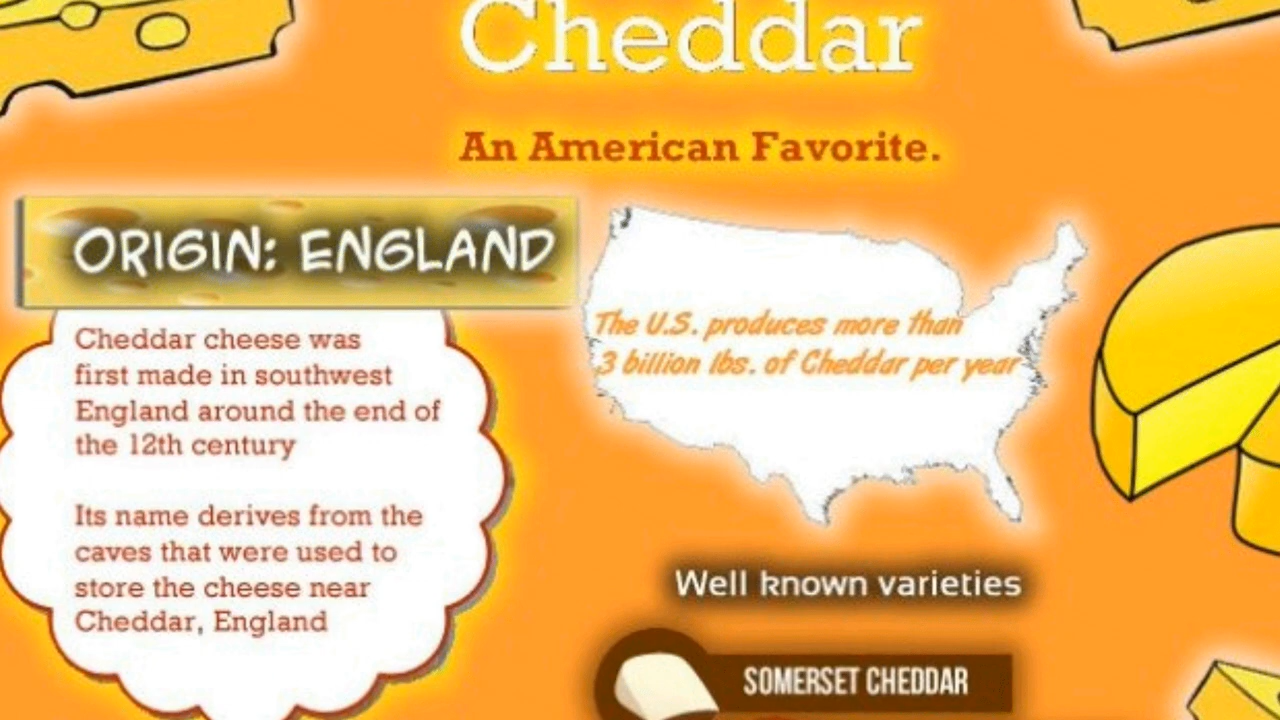 Cheddar
An American Favorite.
ORIGIN: ENGLAND
Cheddar cheese was
first made in southwest
England around the end of
the 12th century
Its name derives from the
caves that were used to
store the cheese near
Cheddar, England
The U.S. produces more than
3 billion lbs. of Cheddar per year
Well known varieties
SOMERSET CHEDDAR